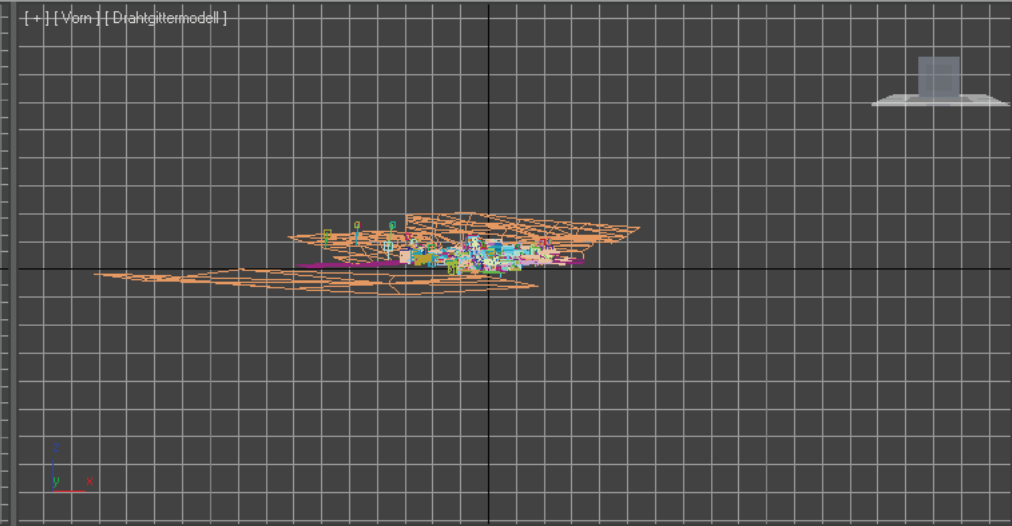 [ + ] [ Vorn ] [ Drahtgittermodell ]
z
y x